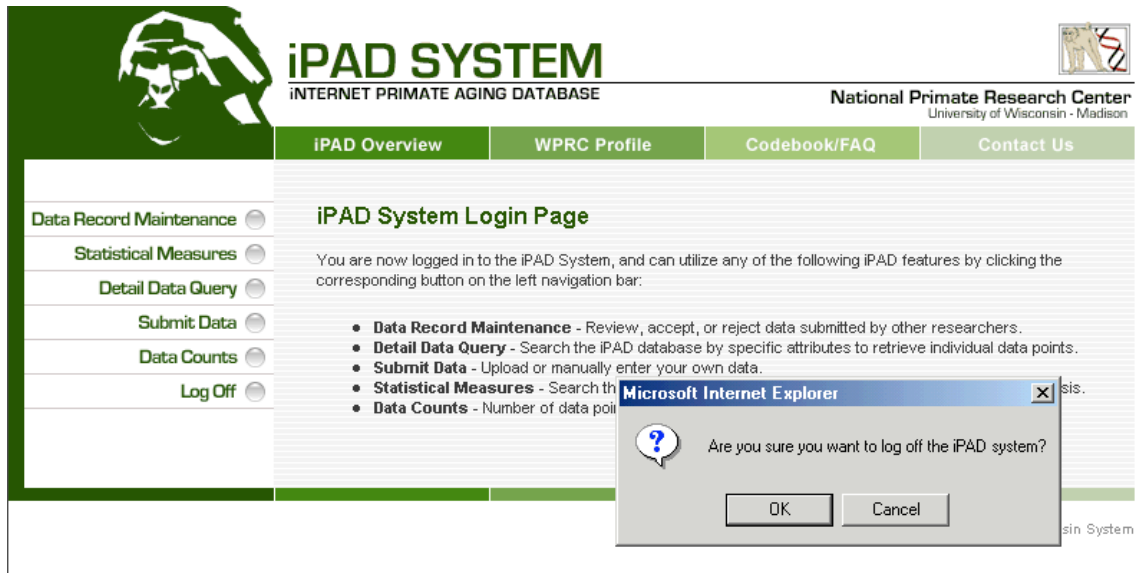 iPAD SYSTEM
iNTERNET PRIMATE AGING DATABASE
National Primate Research Center
University of Wisconsin - Madison
iPAD Overview
WPRC Profile
Codebook/FAQ
Contact Us
Data Record Maintenance
Statistical Measures
Detail Data Query
Submit Data
Data Counts
Log Off
iPAD System Login Page
You are now logged in to the iPAD System, and can utilize any of the following iPAD features by clicking the
corresponding button on the left navigation bar:
Data Record Maintenance - Review, accept, or reject data submitted by other researchers.
Detail Data Query - Search the iPAD database by specific attributes to retrieve individual data points.
Submit Data - Upload or manually enter your own data.
Statistical Measures - Search
Data Counts - Number of data
Microsoft Internet Explorer
Are you sure you want to log off the iPAD system?
OK
Cancel
System